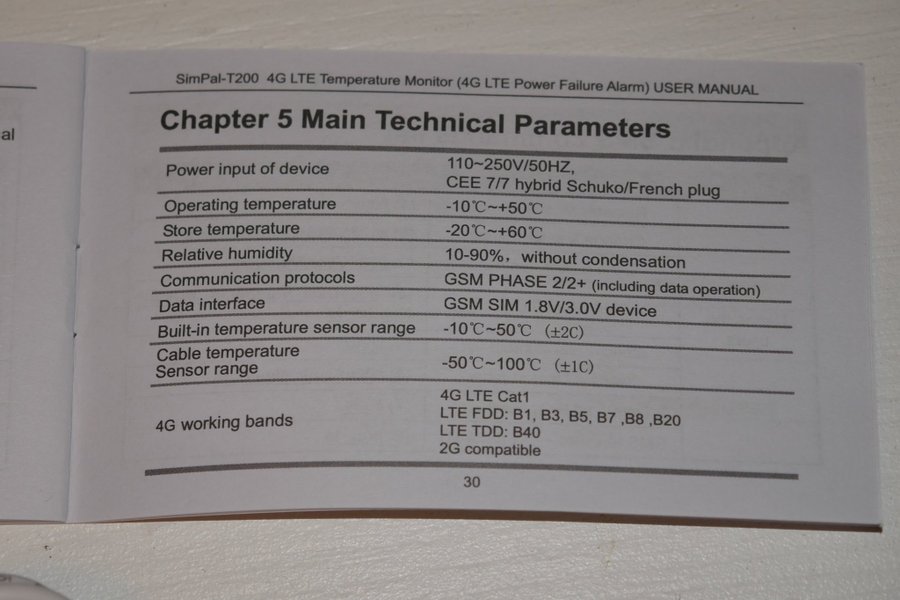 al
SimPal-T200 4G LTE Temperature Monitor (4G LTE Power Failure Alarm) USER MANUAL
Chapter 5 Main Technical Parameters
Power input of device 110~250V/50HZ,
CEE 7/7 hybrid Schuko/French plug
Operating temperature -10℃~+50℃
Store temperature -20℃~+60℃
Relative humidity 10-90%，without condensation
Communication protocols GSM PHASE 2/2+ (including data operation)
Data interface GSM SIM 1.8V/3.0V device
Built-in temperature sensor range -10℃~50℃ (±2C)
Cable temperature
Sensor range -50℃~100℃ (±1C)
4G working bands 4G LTE Cat1
LTE FDD: B1, B3, B5, B7 ,B8 ,B20
LTE TDD: B40
2G compatible
30